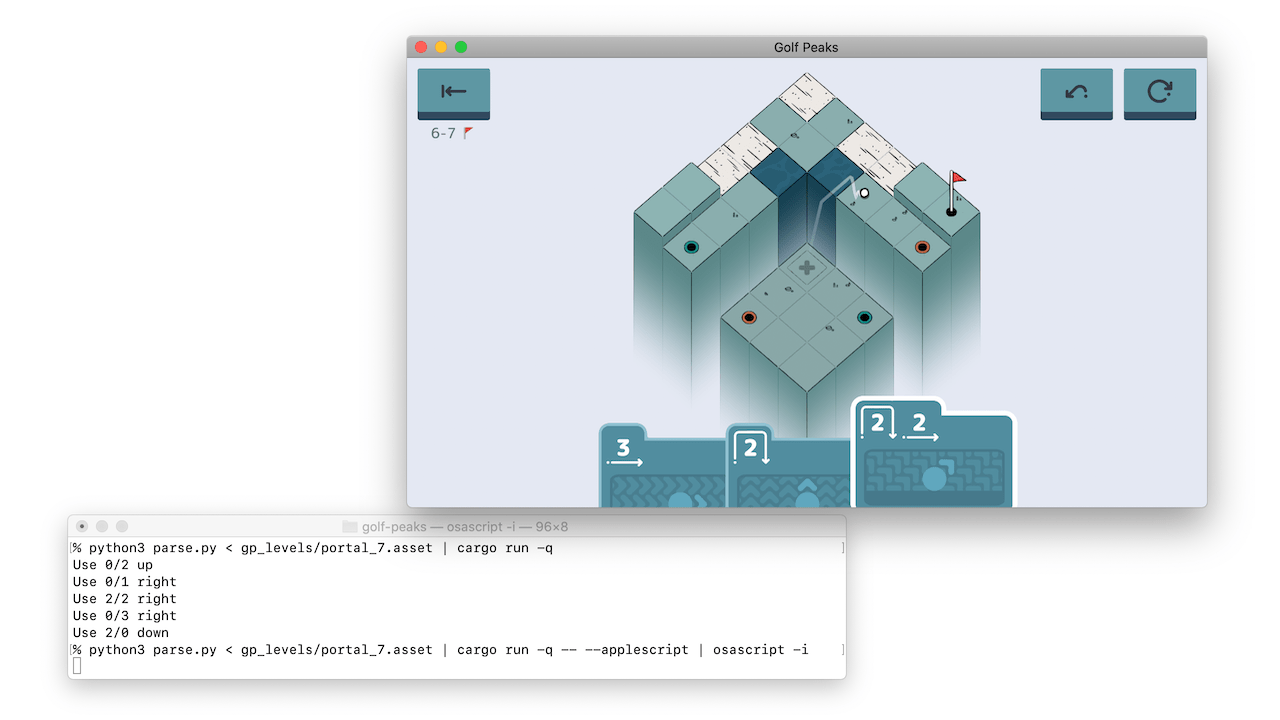 Golf Peaks
6-7
3
2
2 2
golf-peaks — osascript -i — 96×8
% python3 parse.py < gp_levels/portal_7.asset | cargo run -q
Use 0/2 up
Use 0/1 right
Use 2/2 right
Use 0/3 right
Use 2/0 down
% python3 parse.py < gp_levels/portal_7.asset | cargo run -q -- --applescript | osascript -i